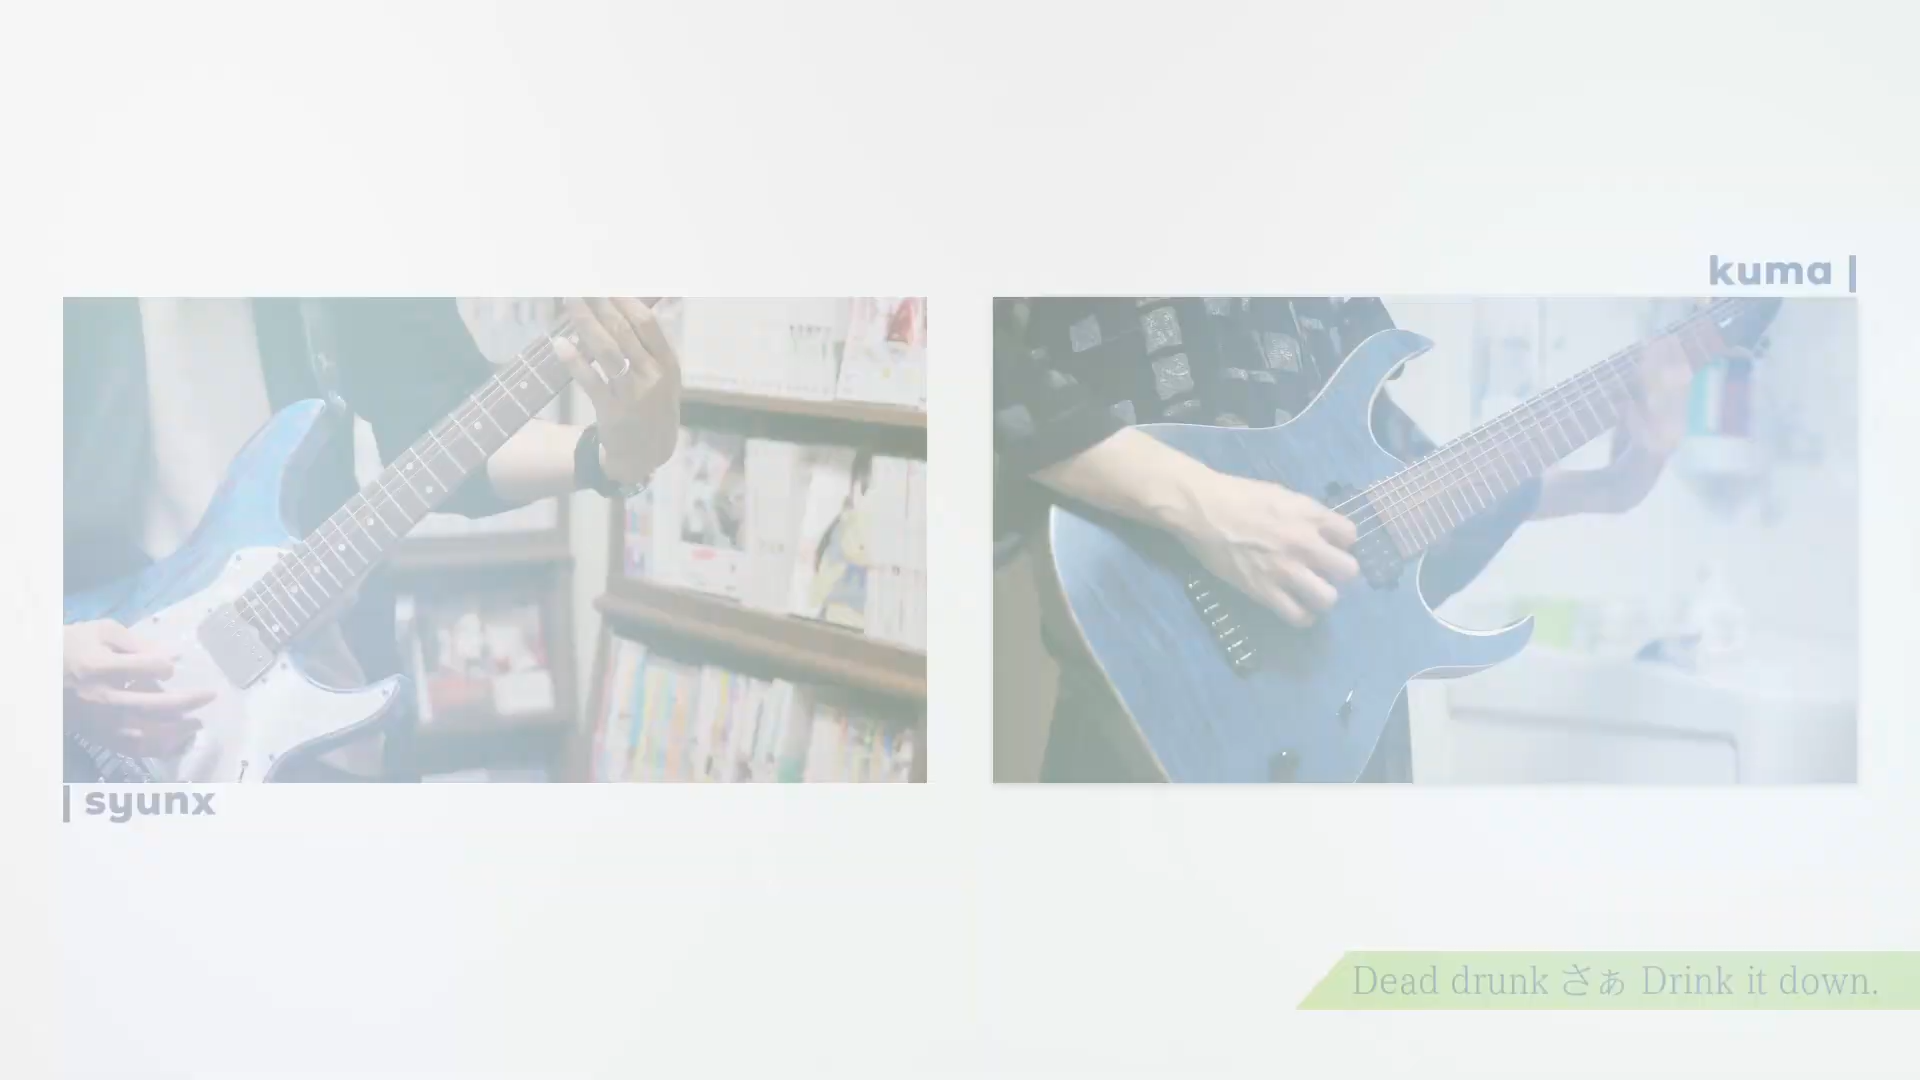 kuma |
| syunx
Dead drunk さぁ Drink it down.